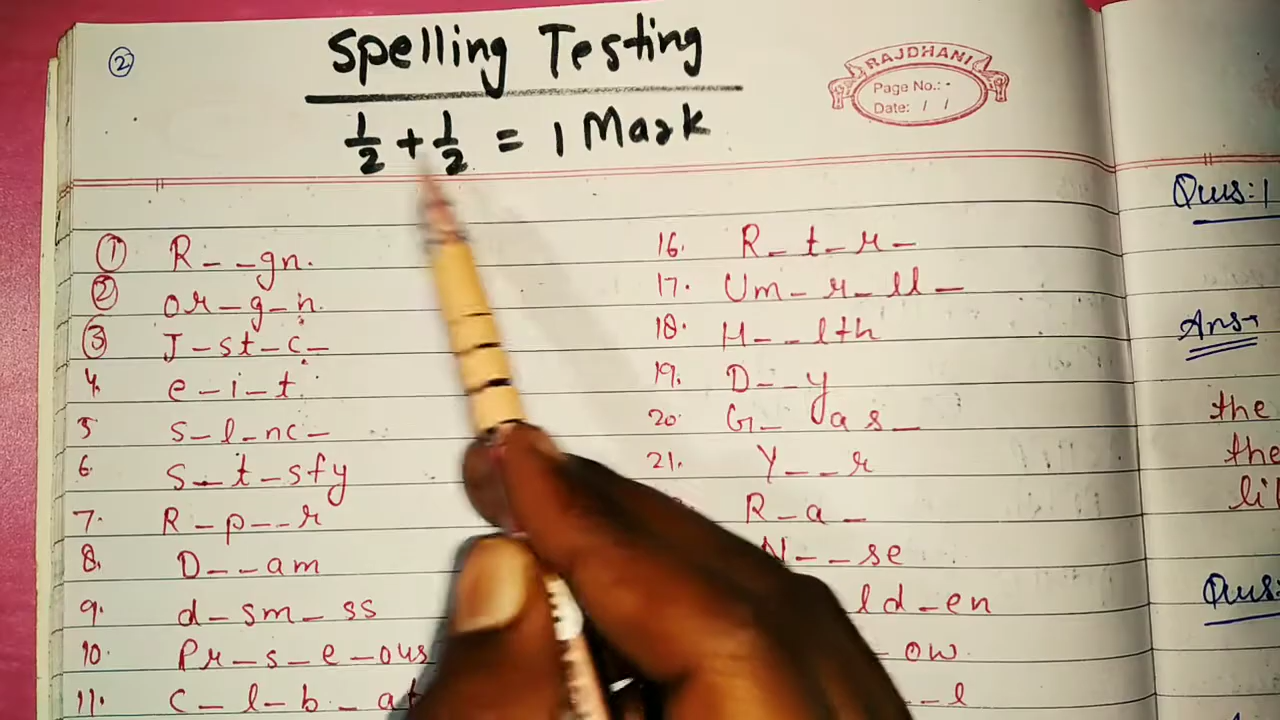 ②
Spelling Testing
1/2 + 1/2 = 1 Mark
RAJDHANI
Page No.:
Date: / /
① R _ _ gn.
② or _ g _ n.
③ J _ st _ c _
4. e _ i _ t.
5 s _ l _ nc _
6. s _ t _ sfy
7. R _ p _ _ r
8. D _ _ am
9. d _ sm _ ss
10. Pr _ s _ e _ ous
11. C _ l _ b _ at
16. R _ t _ r _
17. Um _ r _ ll _
18. H _ _ lth
19. D _ _ y
20. G _ _ as _
21. Y _ _ r
R _ a _
N _ _ se
ld _ en
_ ow.
_ l
Qus:1
Ans→
the
the
li
Qus: